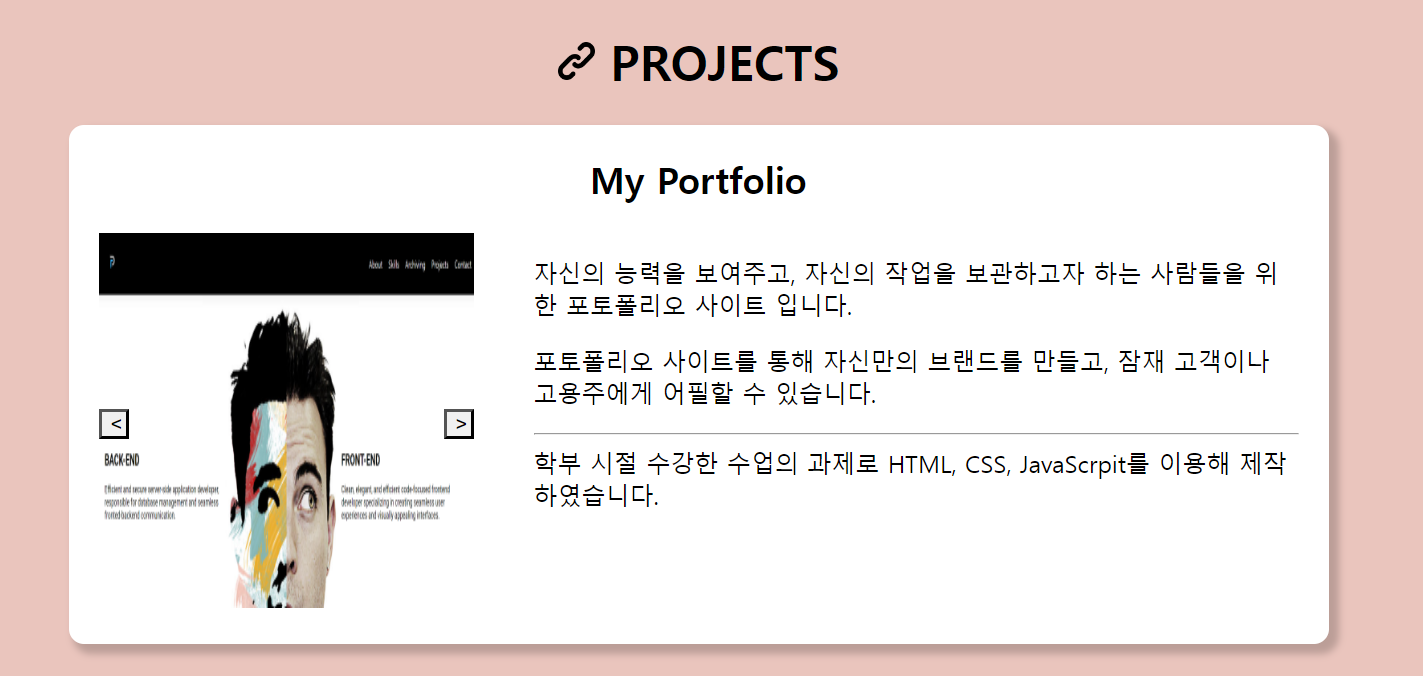 PROJECTS
My Portfolio
About Skills Archiving Projects Contact
자신의 능력을 보여주고, 자신의 작업을 보관하고자 하는 사람들을 위
한 포토폴리오 사이트 입니다.
포토폴리오 사이트를 통해 자신만의 브랜드를 만들고, 잠재 고객이나
고용주에게 어필할 수 있습니다.
< >
BACK-END
Efficient and secure server-side application developer,
responsible for database management and seamless
fronted-backend communication.
FRONT-END
Clean, elegant, and efficient code-focused frontend
developer specializing in creating seamless user
experiences and visually appealing interfaces.
학부 시절 수강한 수업의 과제로 HTML, CSS, JavaScrpit를 이용해 제작
하였습니다.